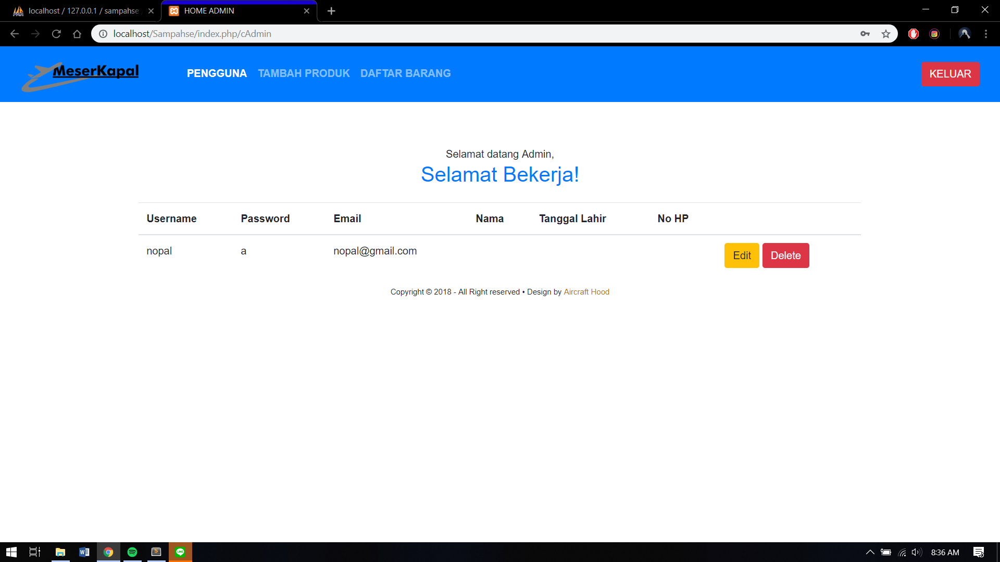 localhost / 127.0.0.1 / sampahse
HOME ADMIN
localhost/Sampahse/index.php/cAdmin
MeserKapal
PENGGUNA TAMBAH PRODUK DAFTAR BARANG
KELUAR
Selamat datang Admin,
Selamat Bekerja!
Username Password Email Nama Tanggal Lahir No HP
nopal a nopal@gmail.com Edit Delete
Copyright © 2018 - All Right reserved • Design by Aircraft Hood
8:36 AM